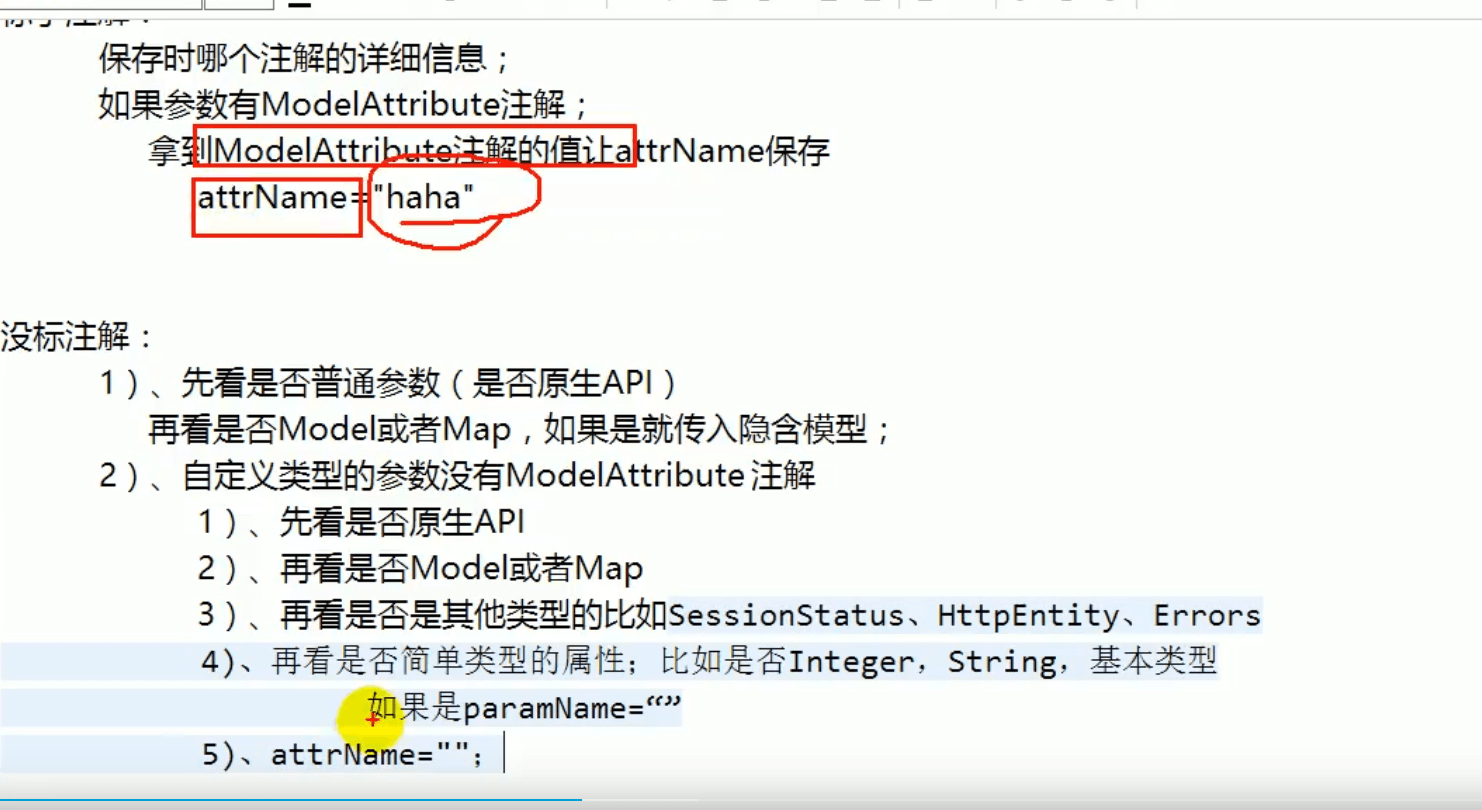 保存时哪个注解的详细信息；
如果参数有ModelAttribute注解；
拿到ModelAttribute注解的值让attrName保存
attrName="haha"
没标注解：
1）、先看是否普通参数（是否原生API）
再看是否Model或者Map，如果是就传入隐含模型；
2）、自定义类型的参数没有ModelAttribute 注解
1）、先看是否原生API
2）、再看是否Model或者Map
3）、再看是否是其他类型的比如SessionStatus、HttpEntity、Errors
4)、再看是否简单类型的属性；比如是否Integer，String，基本类型
如果是paramName=“”
5)、attrName="";